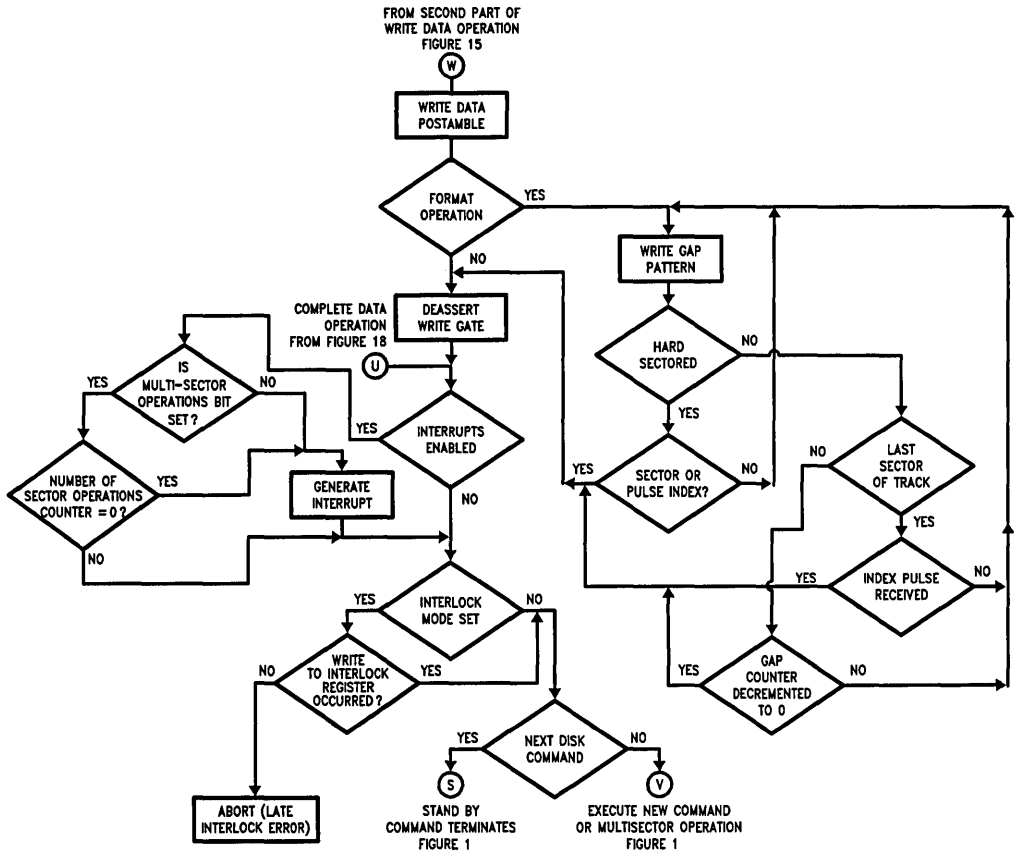 FROM SECOND PART OF
WRITE DATA OPERATION
FIGURE 15
W
WRITE DATA
POSTAMBLE
FORMAT
OPERATION
YES
NO
WRITE GAP
PATTERN
COMPLETE DATA
OPERATION
FROM FIGURE 18
DEASSERT
WRITE GATE
U
HARD
SECTORED
NO
YES
IS
MULTI-SECTOR
OPERATIONS BIT
SET?
YES
NO
INTERRUPTS
ENABLED
YES
NO
SECTOR OR
PULSE INDEX?
YES
NO
LAST
SECTOR
OF TRACK
NO
YES
NUMBER OF
SECTOR OPERATIONS
COUNTER = 0?
YES
NO
GENERATE
INTERRUPT
INDEX PULSE
RECEIVED
YES
NO
INTERLOCK
MODE SET
YES
NO
WRITE
TO INTERLOCK
REGISTER
OCCURRED?
NO
YES
GAP
COUNTER
DECREMENTED
TO 0
YES
NO
NEXT DISK
COMMAND
YES
NO
S
V
ABORT (LATE
INTERLOCK ERROR)
STAND BY
COMMAND TERMINATES
FIGURE 1
EXECUTE NEW COMMAND
OR MULTISECTOR OPERATION
FIGURE 1